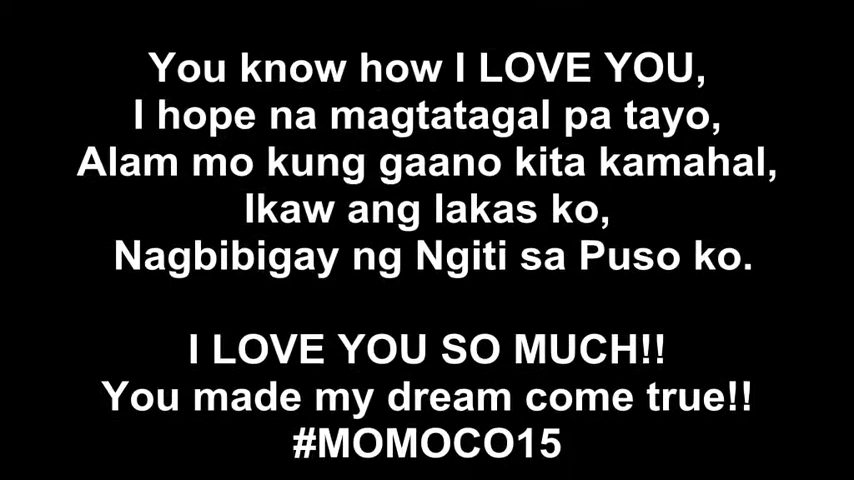 You know how I LOVE YOU,
I hope na magtatagal pa tayo,
Alam mo kung gaano kita kamahal,
Ikaw ang lakas ko,
Nagbibigay ng Ngiti sa Puso ko.
I LOVE YOU SO MUCH!!
You made my dream come true!!
#MOMOCO15